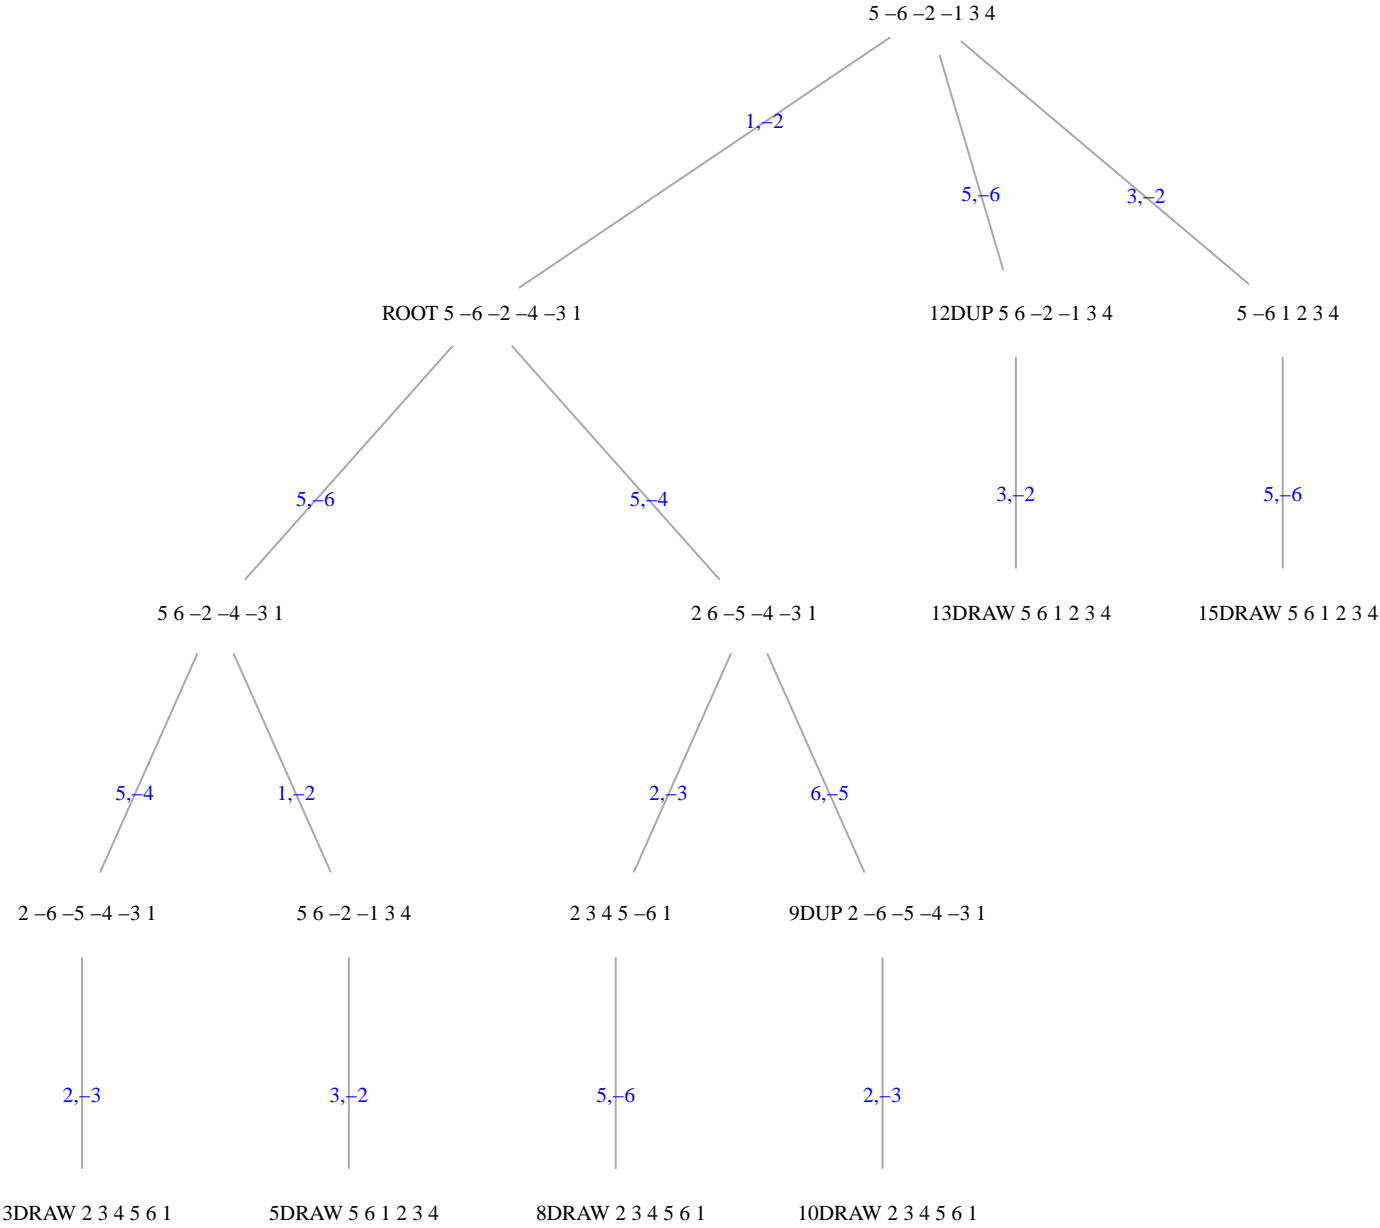 5 –6 –2 –1 3 4
1,–2
5,–6
3,–2
ROOT 5 –6 –2 –4 –3 1
12DUP 5 6 –2 –1 3 4
5 –6 1 2 3 4
5,–6
5,–4
3,–2
5,–6
5 6 –2 –4 –3 1
2 6 –5 –4 –3 1
13DRAW 5 6 1 2 3 4
15DRAW 5 6 1 2 3 4
5,–4
1,–2
2,–3
6,–5
2 –6 –5 –4 –3 1
5 6 –2 –1 3 4
2 3 4 5 –6 1
9DUP 2 –6 –5 –4 –3 1
2,–3
3,–2
5,–6
2,–3
3DRAW 2 3 4 5 6 1
5DRAW 5 6 1 2 3 4
8DRAW 2 3 4 5 6 1
10DRAW 2 3 4 5 6 1